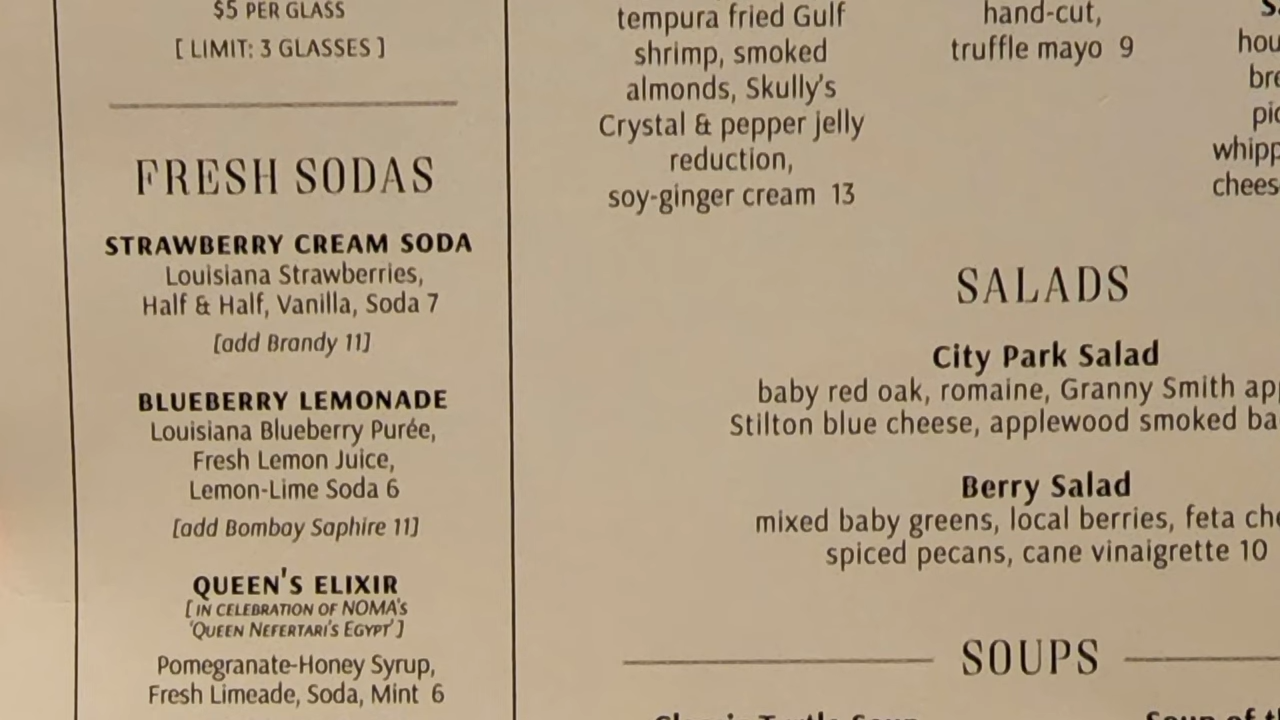 $5 PER GLASS
[ LIMIT: 3 GLASSES ]
FRESH SODAS
STRAWBERRY CREAM SODA
Louisiana Strawberries,
Half & Half, Vanilla, Soda 7
[add Brandy 11]
BLUEBERRY LEMONADE
Louisiana Blueberry Purée,
Fresh Lemon Juice,
Lemon-Lime Soda 6
[add Bombay Saphire 11]
QUEEN'S ELIXIR
[ IN CELEBRATION OF NOMA'S
'QUEEN NEFERTARI'S EGYPT' ]
Pomegranate-Honey Syrup,
Fresh Limeade, Soda, Mint 6
tempura fried Gulf
shrimp, smoked
almonds, Skully's
Crystal & pepper jelly
reduction,
soy-ginger cream 13
hand-cut,
truffle mayo 9
SALADS
City Park Salad
baby red oak, romaine, Granny Smith
Stilton blue cheese, applewood smoked
Berry Salad
mixed baby greens, local berries, feta
spiced pecans, cane vinaigrette 10
SOUPS